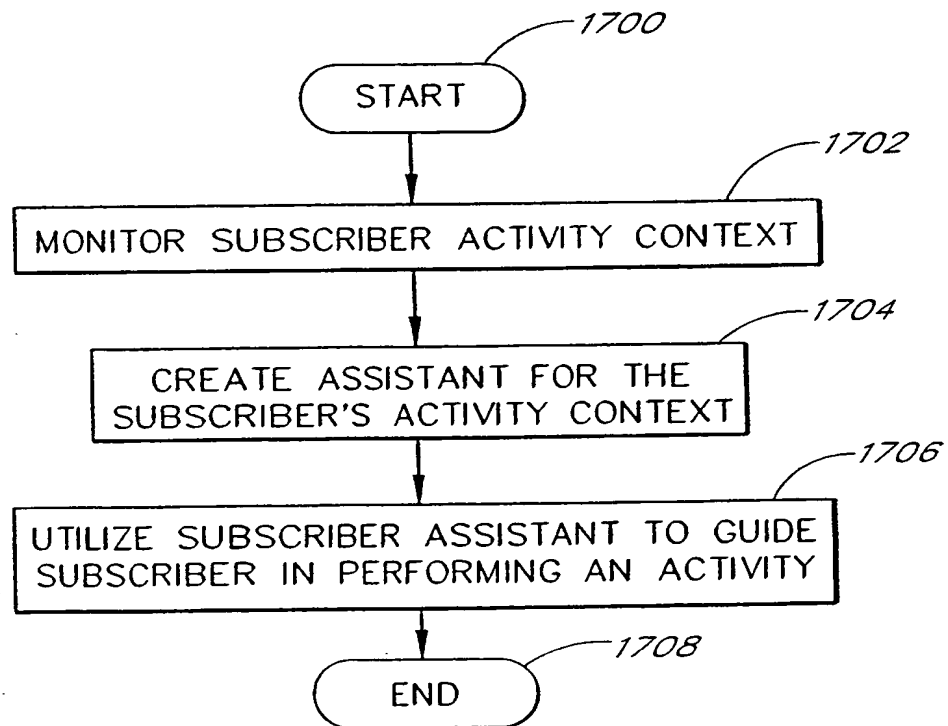 1700
START
1702
MONITOR SUBSCRIBER ACTIVITY CONTEXT
1704
CREATE ASSISTANT FOR THE
SUBSCRIBER'S ACTIVITY CONTEXT
1706
UTILIZE SUBSCRIBER ASSISTANT TO GUIDE
SUBSCRIBER IN PERFORMING AN ACTIVITY
1708
END